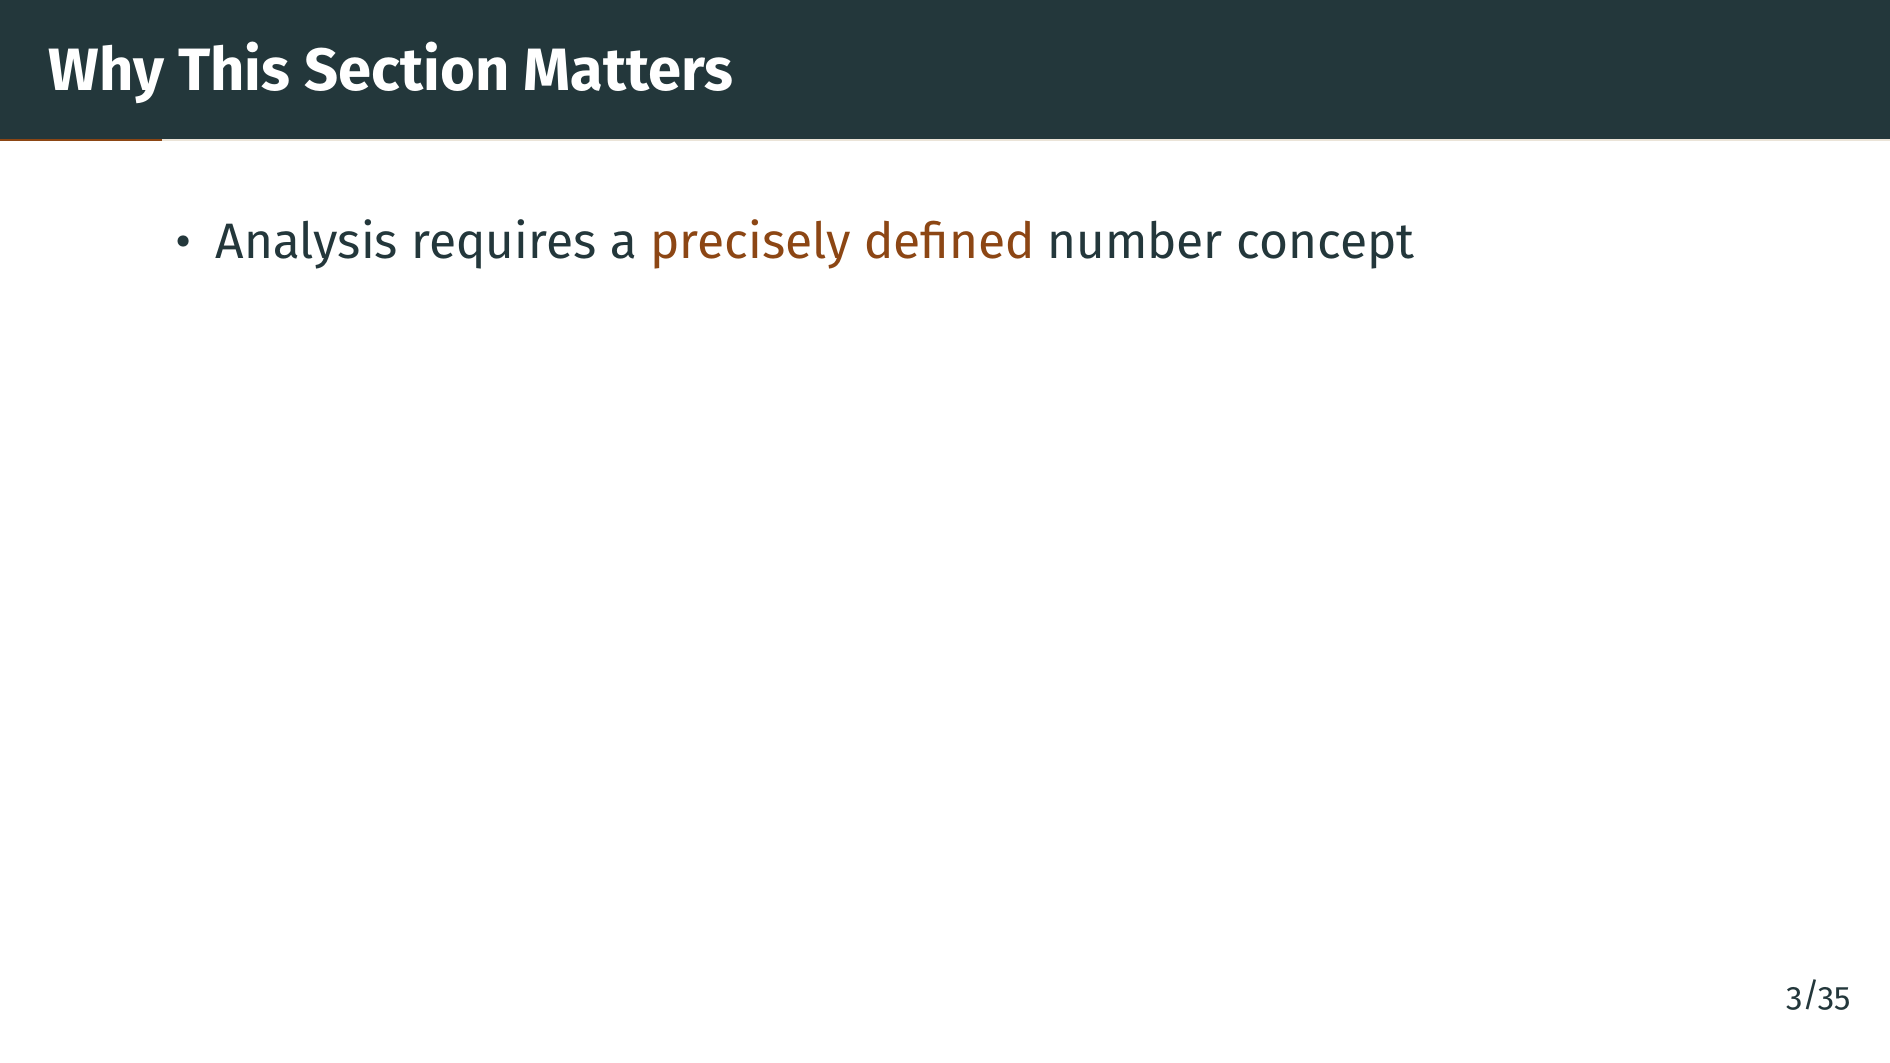 Why This Section Matters
• Analysis requires a precisely defined number concept
3/35